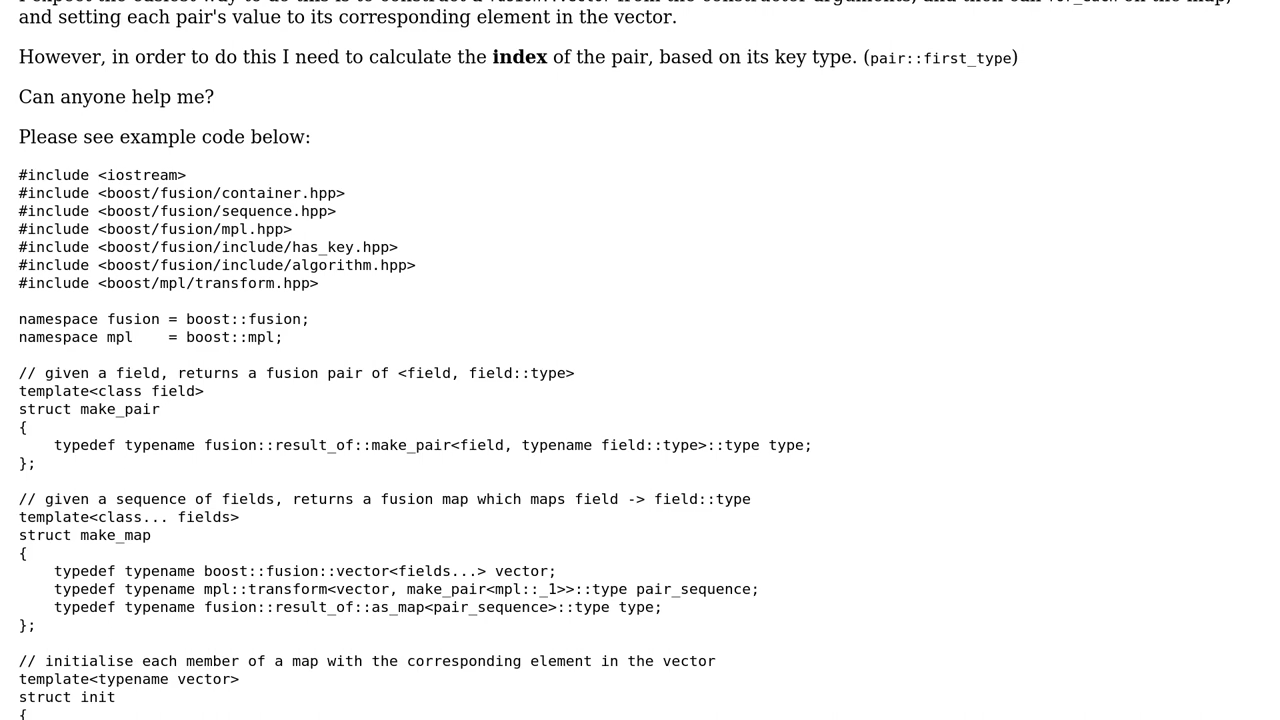 and setting each pair's value to its corresponding element in the vector.
However, in order to do this I need to calculate the index of the pair, based on its key type. (pair::first_type)
Can anyone help me?
Please see example code below:
#include <iostream>
#include <boost/fusion/container.hpp>
#include <boost/fusion/sequence.hpp>
#include <boost/fusion/mpl.hpp>
#include <boost/fusion/include/has_key.hpp>
#include <boost/fusion/include/algorithm.hpp>
#include <boost/mpl/transform.hpp>
namespace fusion = boost::fusion;
namespace mpl    = boost::mpl;
// given a field, returns a fusion pair of <field, field::type>
template<class field>
struct make_pair
{
    typedef typename fusion::result_of::make_pair<field, typename field::type>::type type;
};
// given a sequence of fields, returns a fusion map which maps field -> field::type
template<class... fields>
struct make_map
{
    typedef typename boost::fusion::vector<fields...> vector;
    typedef typename mpl::transform<vector, make_pair<mpl::_1>>::type pair_sequence;
    typedef typename fusion::result_of::as_map<pair_sequence>::type type;
};
// initialise each member of a map with the corresponding element in the vector
template<typename vector>
struct init
{